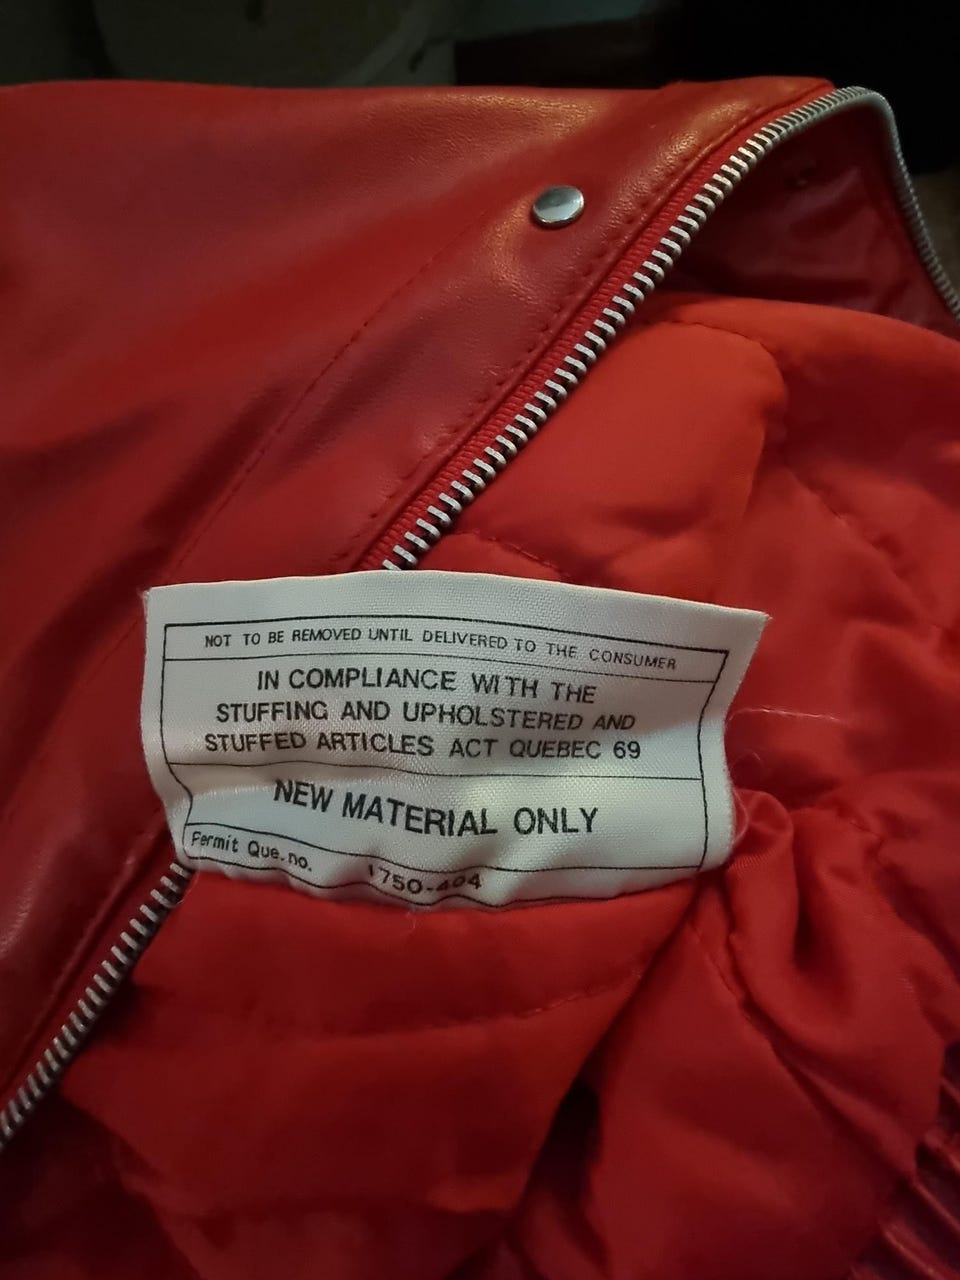 NOT TO BE REMOVED UNTIL DELIVERED TO THE CONSUMER
IN COMPLIANCE WITH THE
STUFFING AND UPHOLSTERED AND
STUFFED ARTICLES ACT QUEBEC 69
NEW MATERIAL ONLY
Permit Que.no. 1750-404